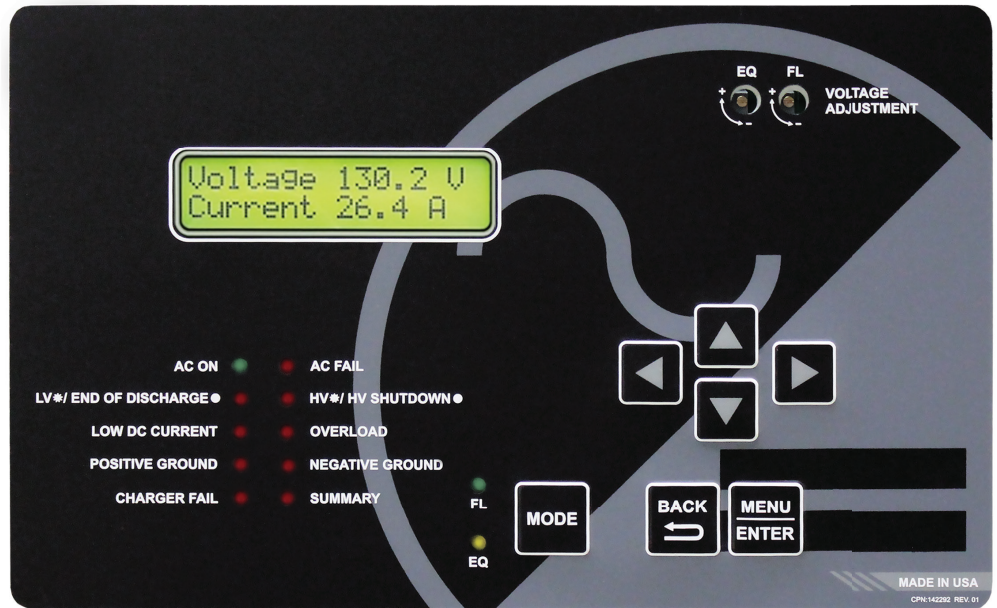 EQ FL
+ - + -
VOLTAGE
ADJUSTMENT
Voltage 130.2 V
Current 26.4 A
AC ON AC FAIL
LV✸/ END OF DISCHARGE● HV✸/ HV SHUTDOWN●
LOW DC CURRENT OVERLOAD
POSITIVE GROUND NEGATIVE GROUND
CHARGER FAIL SUMMARY
FL
EQ
MODE
BACK
MENU
ENTER
MADE IN USA
CPN:142292 REV. 01